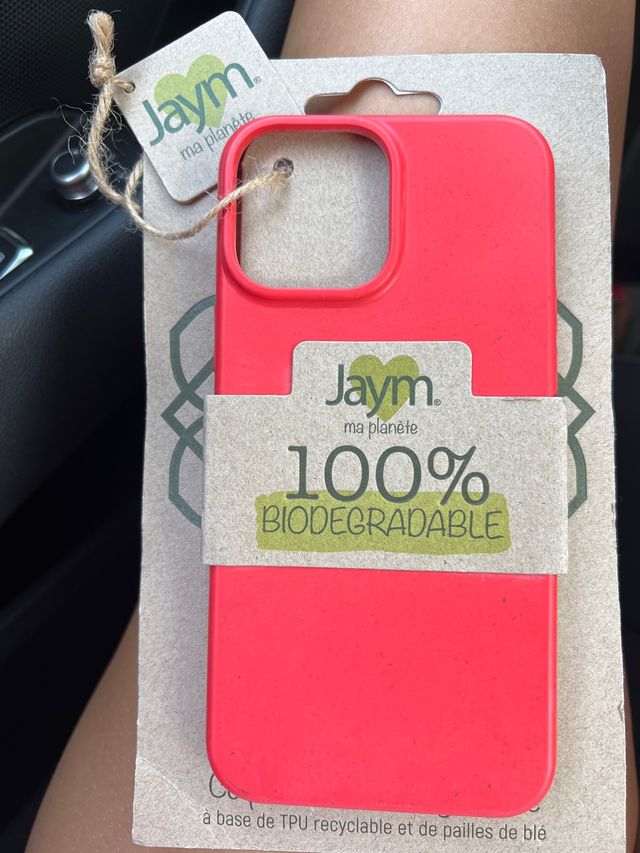 Jaym®
ma planète
Jaym®
ma planète
100%
BIODEGRADABLE
à base de TPU recyclable et de pailles de blé